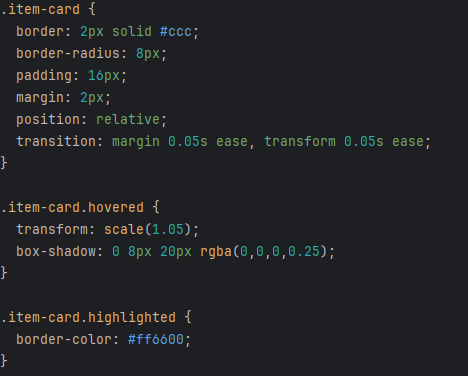 .item-card {
  border: 2px solid #ccc;
  border-radius: 8px;
  padding: 16px;
  margin: 2px;
  position: relative;
  transition: margin 0.05s ease, transform 0.05s ease;
}

.item-card.hovered {
  transform: scale(1.05);
  box-shadow: 0 8px 20px rgba(0,0,0,0.25);
}

.item-card.highlighted {
  border-color: #ff6600;
}